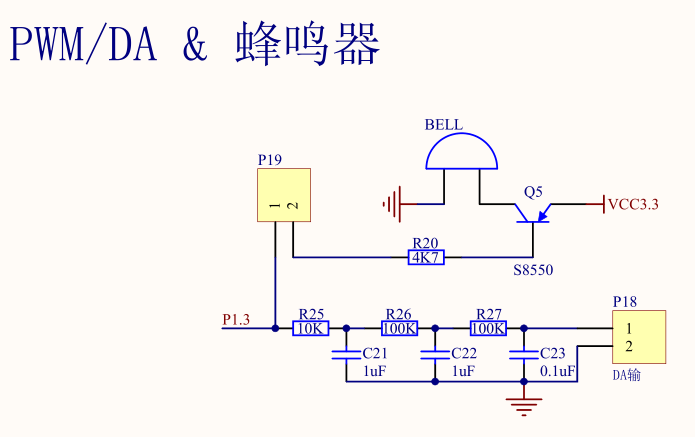 PWM/DA & 蜂鸣器
BELL
P19
1
2
Q5
VCC3.3
R20
4K7
S8550
P18
P1.3
R25
10K
R26
100K
R27
100K
1
2
C21
1uF
C22
1uF
C23
0.1uF
DA输